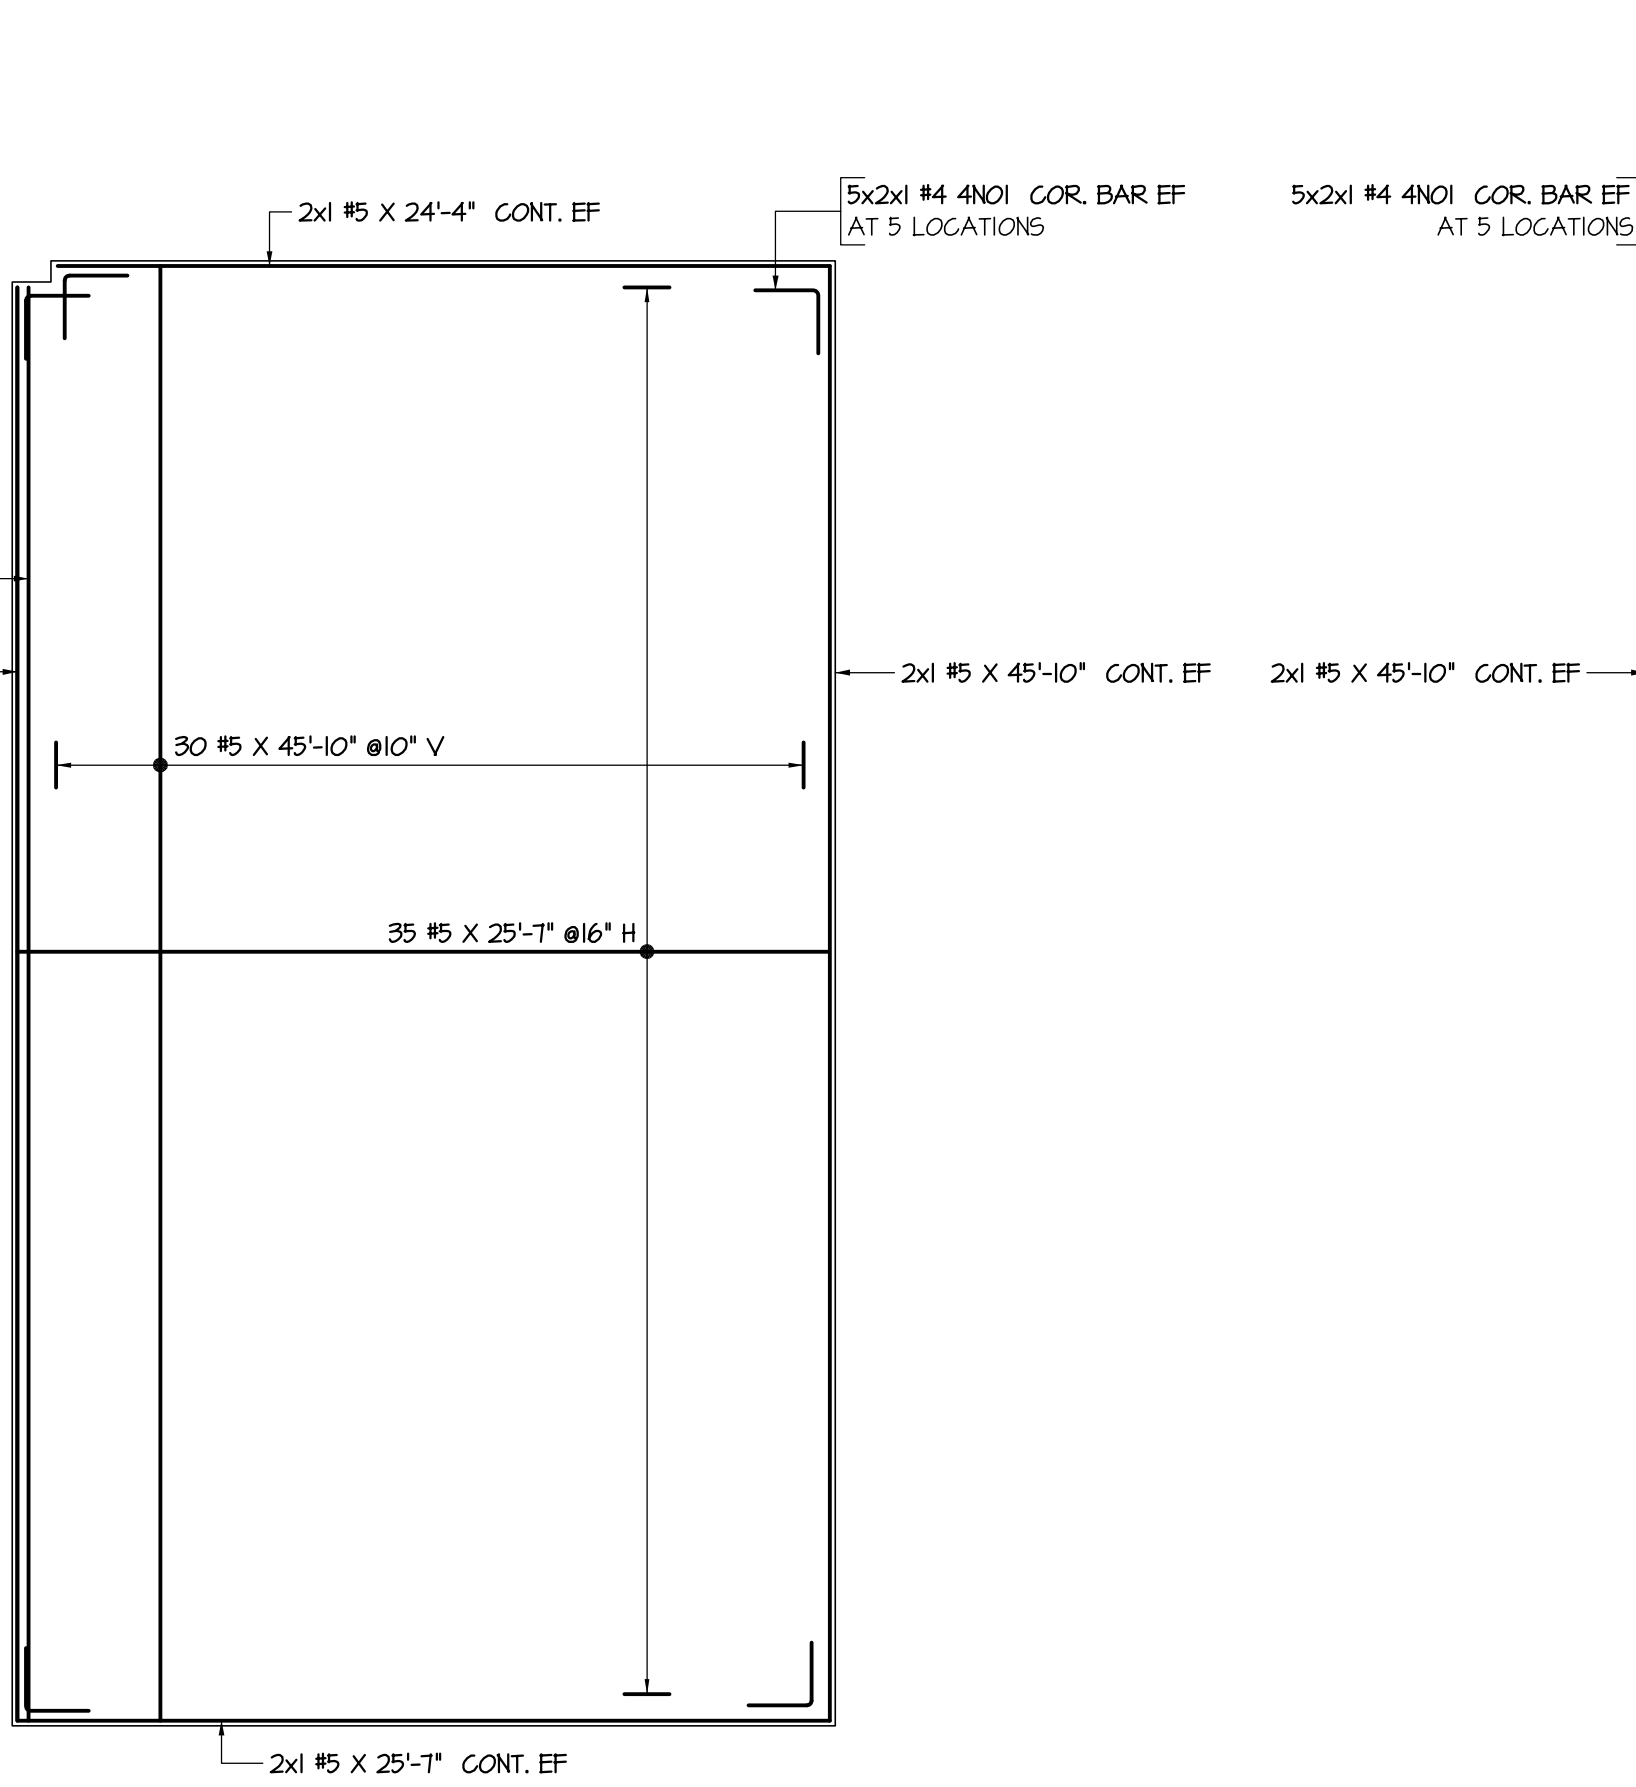 2x1 #5 X 24'-4" CONT. EF
5x2x1 #4 4N01 COR. BAR EF
AT 5 LOCATIONS
5x2x1 #4 4N01 COR. BAR EF
AT 5 LOCATIONS
2x1 #5 X 45'-10" CONT. EF
2x1 #5 X 45'-10" CONT. EF
30 #5 X 45'-10" @10" V
35 #5 X 25'-7" @16" H
2x1 #5 X 25'-7" CONT. EF